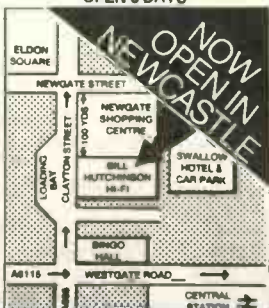 OPEN 6 DAYS
NOW
OPEN IN
NEWCASTLE
ELDON
SQUARE
NEWGATE STREET
NEWGATE
SHOPPING
CENTRE
100 YDS
CLAYTON STREET
LOADING
BAY
BILL
HUTCHINSON
HI-FI
SWALLOW
HOTEL &
CAR PARK
BINGO
HALL
A6115
WESTGATE ROAD
CENTRAL
STATION